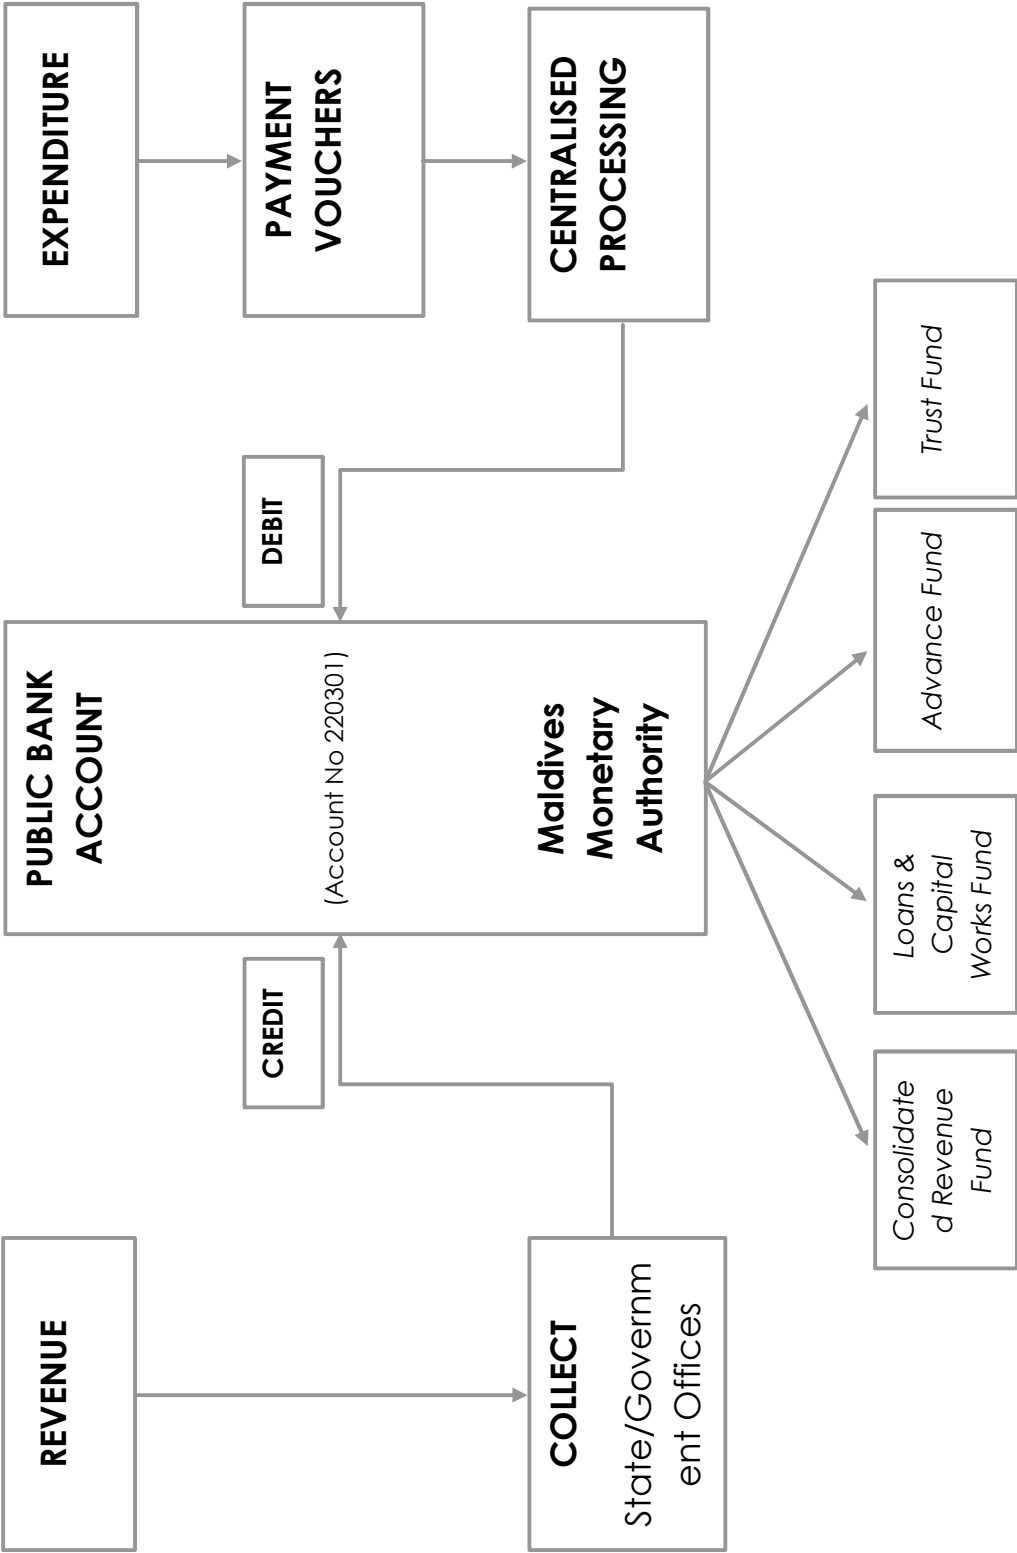 REVENUE
COLLECT
State/Governm
ent Offices
CREDIT
PUBLIC BANK
ACCOUNT
(Account No 220301)
Maldives
Monetary
Authority
DEBIT
EXPENDITURE
PAYMENT
VOUCHERS
CENTRALISED
PROCESSING
Consolidate
d Revenue
Fund
Loans &
Capital
Works Fund
Advance Fund
Trust Fund